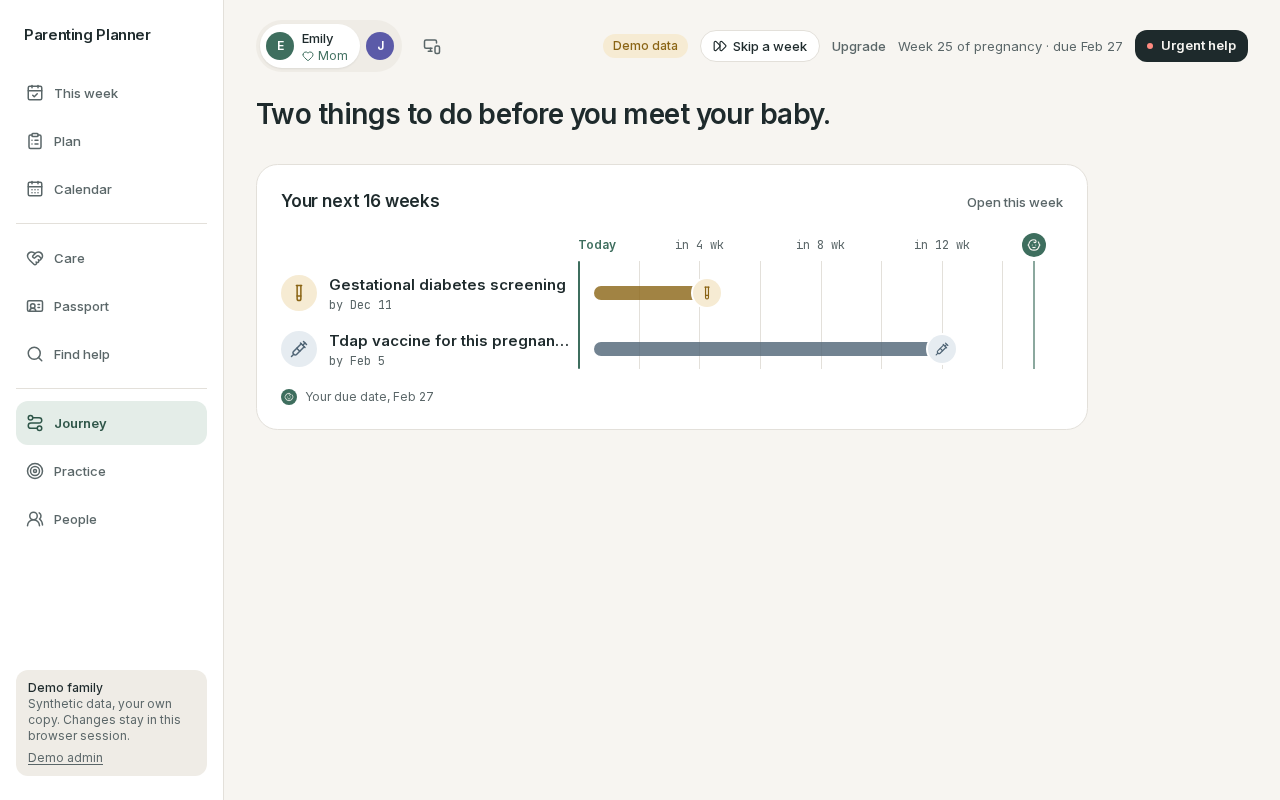 Parenting Planner
This week
Plan
Calendar
Care
Passport
Find help
Journey
Practice
People
Demo family
Synthetic data, your own
copy. Changes stay in this
browser session.
Demo admin
E
Emily
Mom
J
Demo data
Skip a week
Upgrade
Week 25 of pregnancy · due Feb 27
Urgent help
Two things to do before you meet your baby.
Your next 16 weeks
Open this week
Today
in 4 wk
in 8 wk
in 12 wk
Gestational diabetes screening
by Dec 11
Tdap vaccine for this pregnan…
by Feb 5
Your due date, Feb 27